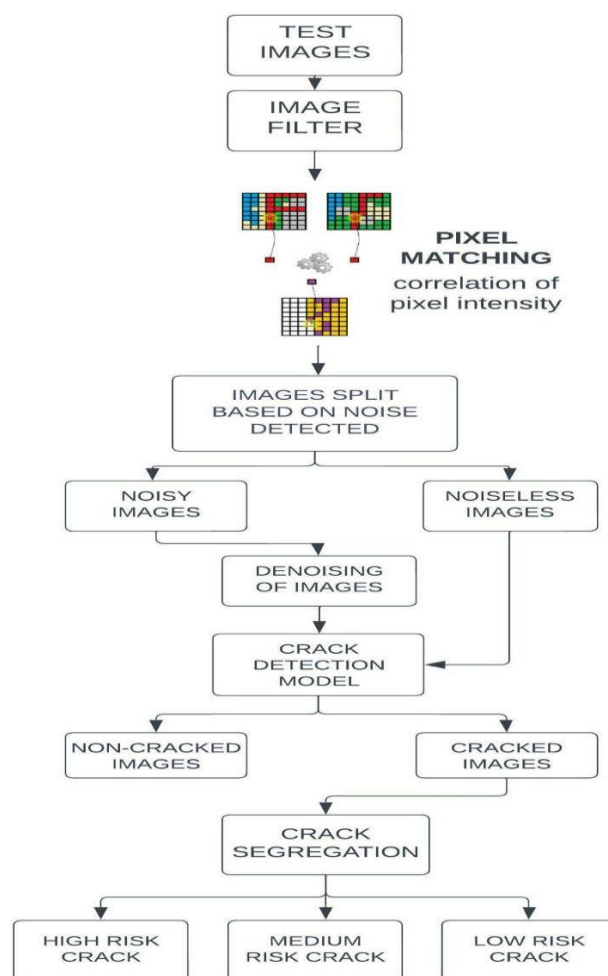 TEST
IMAGES
IMAGE
FILTER
PIXEL
MATCHING
correlation of
pixel intensity
IMAGES SPLIT
BASED ON NOISE
DETECTED
NOISY
IMAGES
NOISELESS
IMAGES
DENOISING
OF IMAGES
CRACK
DETECTION
MODEL
NON-CRACKED
IMAGES
CRACKED
IMAGES
CRACK
SEGREGATION
HIGH RISK
CRACK
MEDIUM
RISK CRACK
LOW RISK
CRACK